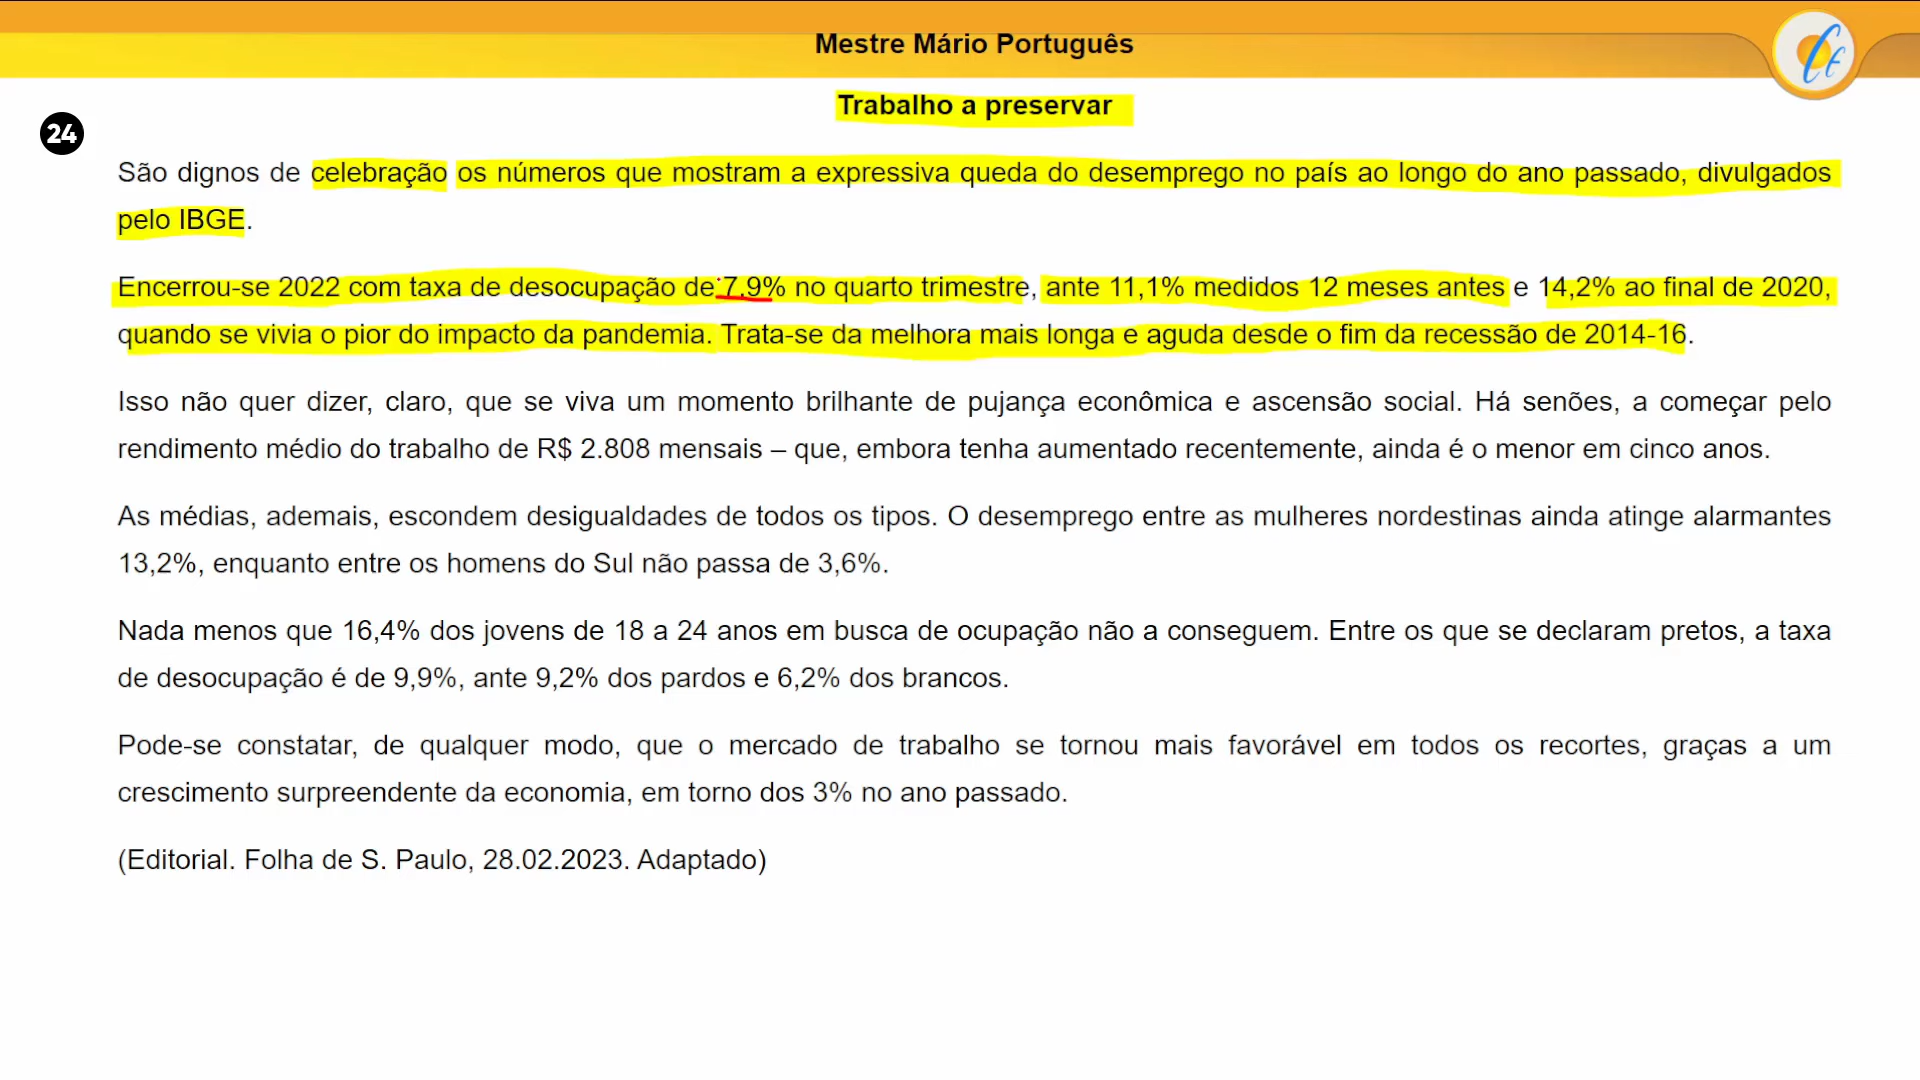 Mestre Mário Português
Trabalho a preservar
24
São dignos de celebração os números que mostram a expressiva queda do desemprego no país ao longo do ano passado, divulgados
pelo IBGE.
Encerrou-se 2022 com taxa de desocupação de 7,9% no quarto trimestre, ante 11,1% medidos 12 meses antes e 14,2% ao final de 2020,
quando se vivia o pior do impacto da pandemia. Trata-se da melhora mais longa e aguda desde o fim da recessão de 2014-16.
Isso não quer dizer, claro, que se viva um momento brilhante de pujança econômica e ascensão social. Há senões, a começar pelo
rendimento médio do trabalho de R$ 2.808 mensais – que, embora tenha aumentado recentemente, ainda é o menor em cinco anos.
As médias, ademais, escondem desigualdades de todos os tipos. O desemprego entre as mulheres nordestinas ainda atinge alarmantes
13,2%, enquanto entre os homens do Sul não passa de 3,6%.
Nada menos que 16,4% dos jovens de 18 a 24 anos em busca de ocupação não a conseguem. Entre os que se declaram pretos, a taxa
de desocupação é de 9,9%, ante 9,2% dos pardos e 6,2% dos brancos.
Pode-se constatar, de qualquer modo, que o mercado de trabalho se tornou mais favorável em todos os recortes, graças a um
crescimento surpreendente da economia, em torno dos 3% no ano passado.
(Editorial. Folha de S. Paulo, 28.02.2023. Adaptado)